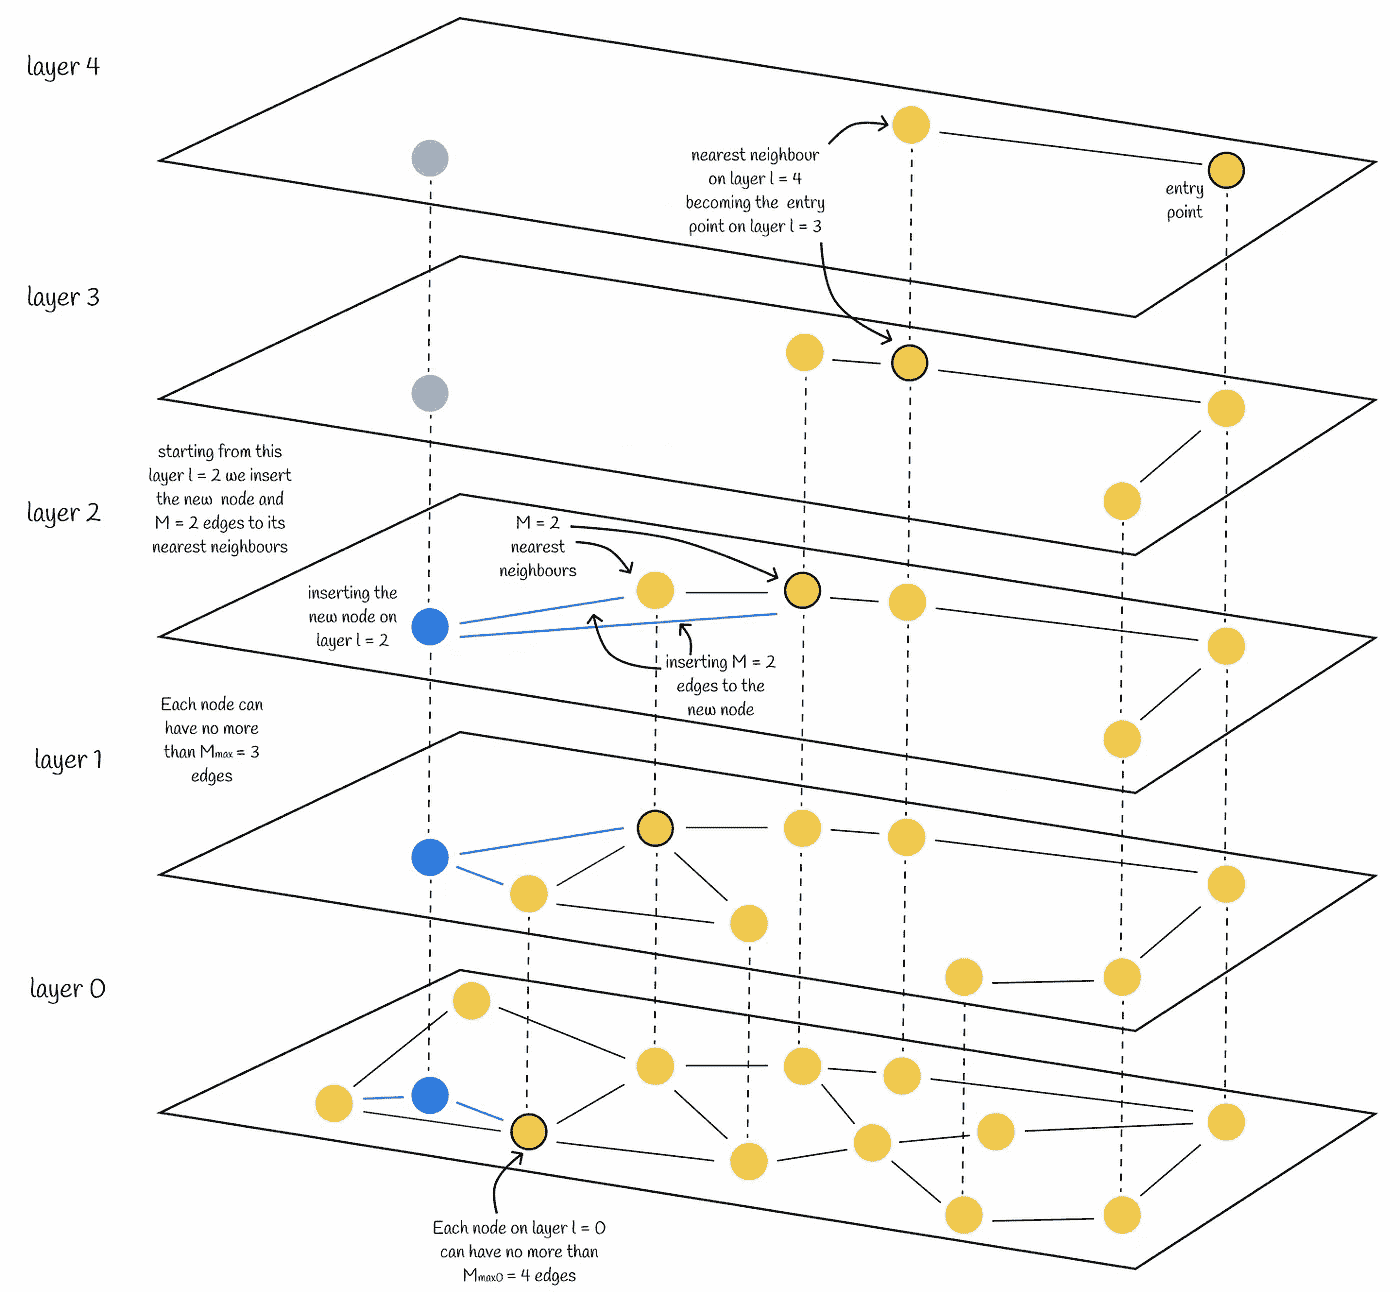 layer 4
nearest neighbour
on layer l = 4
becoming the entry
point on layer l = 3
entry
point
layer 3
starting from this
layer l = 2 we insert
the new node and
M = 2 edges to its
nearest neighbours
layer 2
M = 2
nearest
neighbours
inserting the
new node on
layer l = 2
inserting M = 2
edges to the
new node
Each node can
have no more
than Mmax = 3
edges
layer 1
layer 0
Each node on layer l = 0
can have no more than
Mmax0 = 4 edges